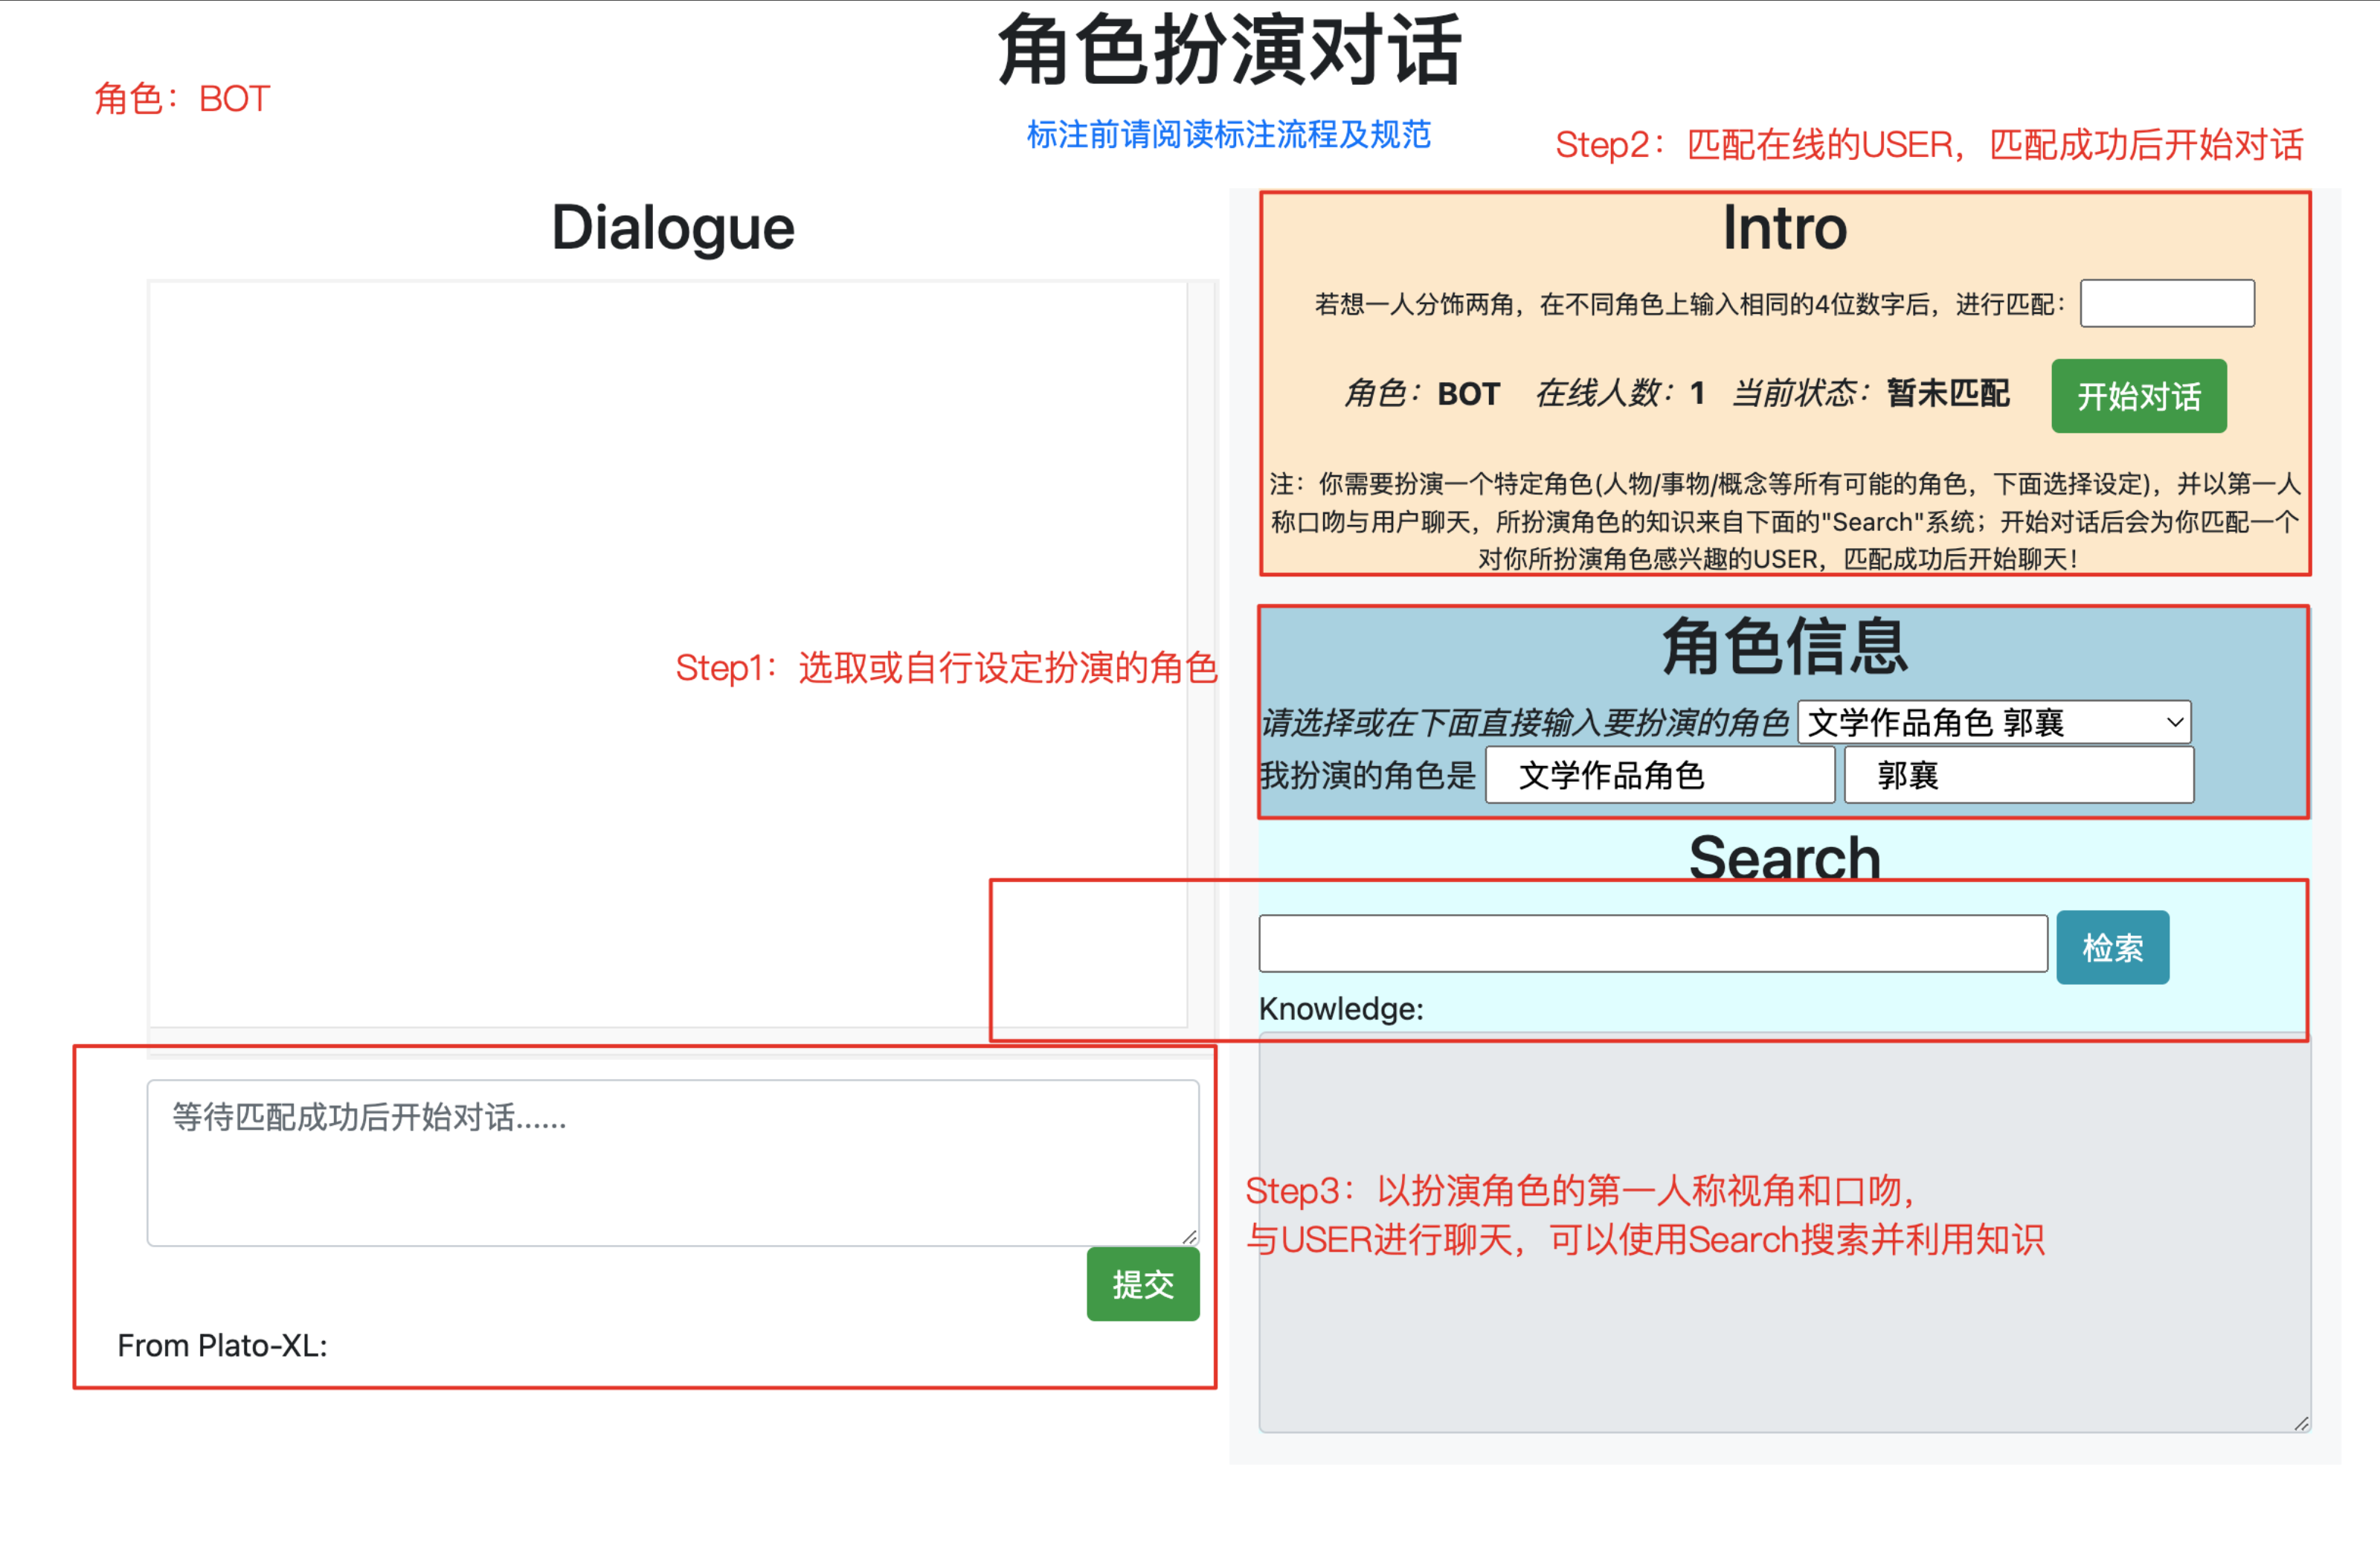 角色扮演对话
角色：BOT
标注前请阅读标注流程及规范
Step2：匹配在线的USER，匹配成功后开始对话
Dialogue
Step1：选取或自行设定扮演的角色
等待匹配成功后开始对话......
提交
From Plato-XL:
Intro
若想一人分饰两角，在不同角色上输入相同的4位数字后，进行匹配：
角色：BOT 在线人数：1 当前状态：暂未匹配 开始对话
注：你需要扮演一个特定角色(人物/事物/概念等所有可能的角色，下面选择设定)，并以第一人
称口吻与用户聊天，所扮演角色的知识来自下面的"Search"系统；开始对话后会为你匹配一个
对你所扮演角色感兴趣的USER，匹配成功后开始聊天！
角色信息
请选择或在下面直接输入要扮演的角色 文学作品角色 郭襄
我扮演的角色是 文学作品角色 郭襄
Search
检索
Knowledge:
Step3：以扮演角色的第一人称视角和口吻，
与USER进行聊天，可以使用Search搜索并利用知识